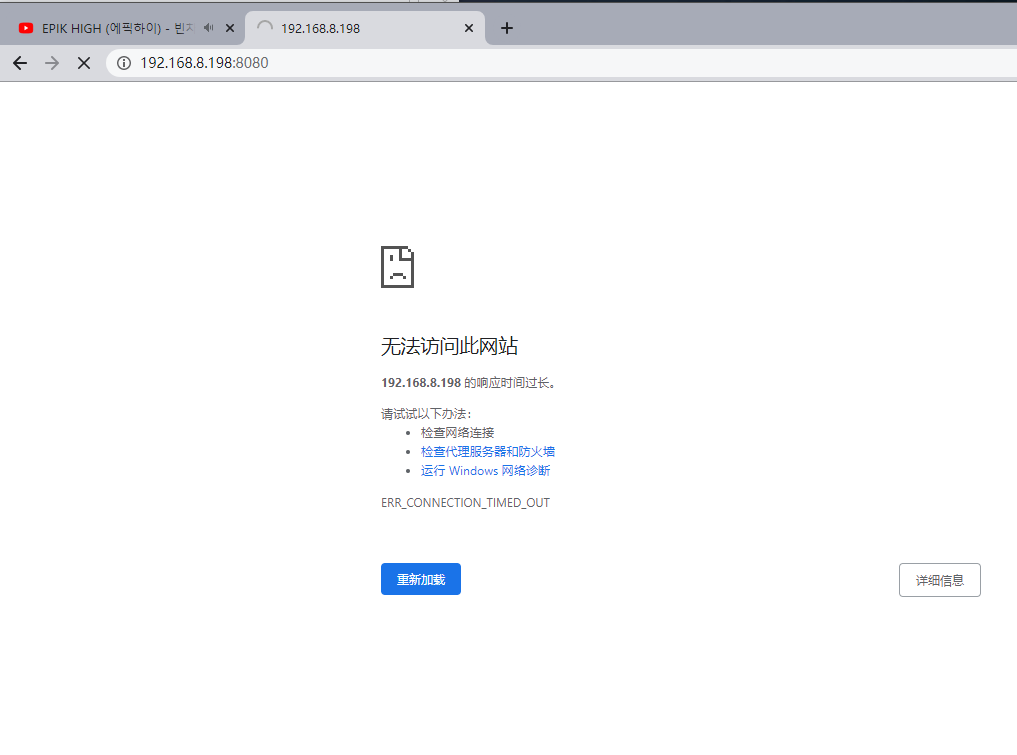 EPIK HIGH (에픽하이) - 빈차
192.168.8.198
192.168.8.198:8080
无法访问此网站
192.168.8.198 的响应时间过长。
请试试以下办法：
检查网络连接
检查代理服务器和防火墙
运行 Windows 网络诊断
ERR_CONNECTION_TIMED_OUT
重新加载
详细信息